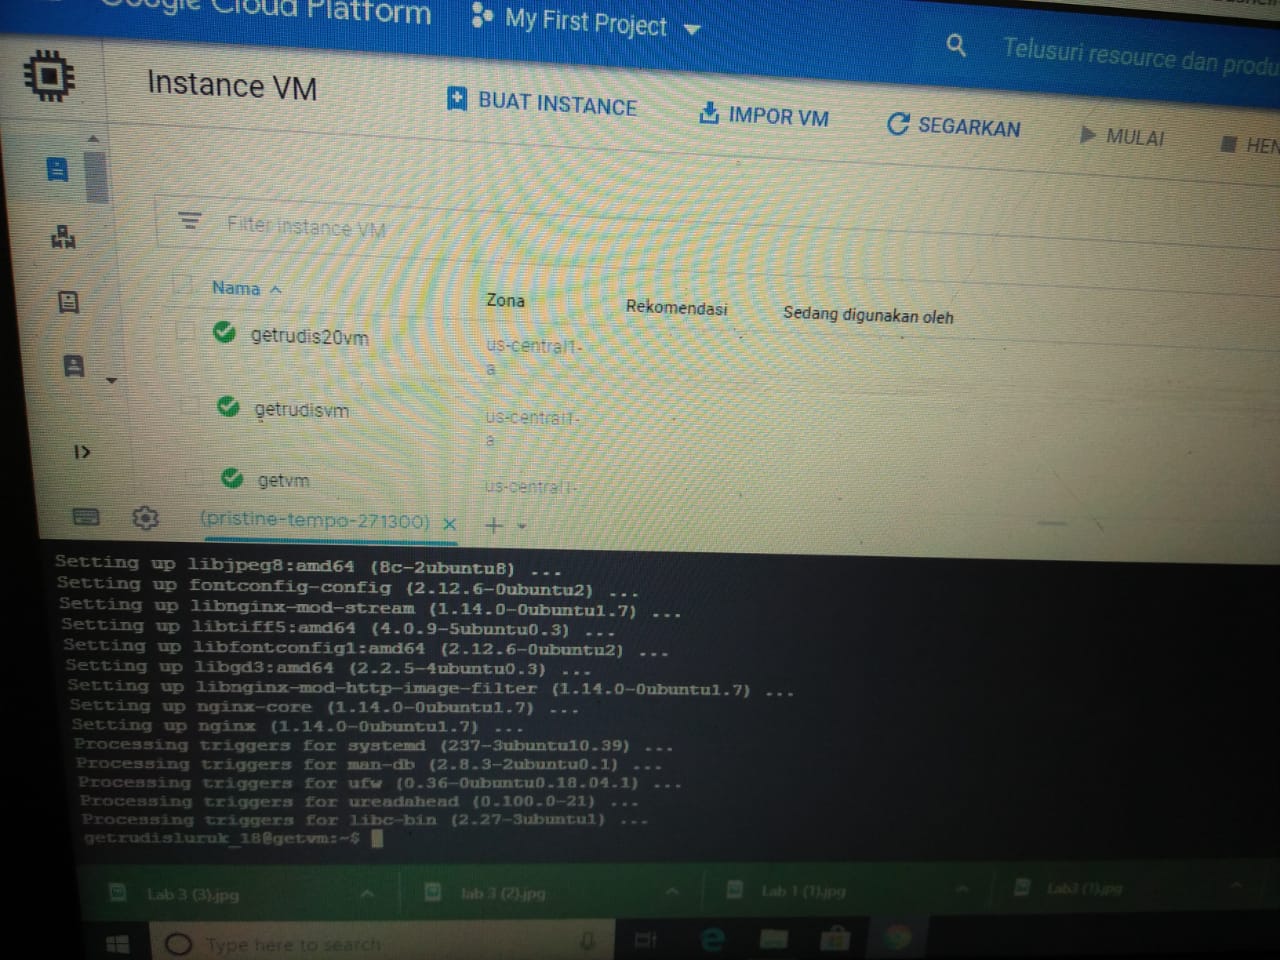 Google Cloud Platform
My First Project
Telusuri resource dan produ
Instance VM
BUAT INSTANCE
IMPOR VM
SEGARKAN
MULAI
HEN
Filter instance VM
Nama
Zona
Rekomendasi
Sedang digunakan oleh
getrudis20vm
us-central1-
a
getrudisvm
us-central1-
a
getvm
us-central1-
(pristine-tempo-271300)
Setting up libjpeg8:amd64 (8c-2ubuntu8) ...
Setting up fontconfig-config (2.12.6-0ubuntu2) ...
Setting up libnginx-mod-stream (1.14.0-0ubuntu1.7) ...
Setting up libtiff5:amd64 (4.0.9-5ubuntu0.3) ...
Setting up libfontconfig1:amd64 (2.12.6-0ubuntu2) ...
Setting up libgd3:amd64 (2.2.5-4ubuntu0.3) ...
Setting up libnginx-mod-http-image-filter (1.14.0-0ubuntu1.7) ...
Setting up nginx-core (1.14.0-0ubuntu1.7) ...
Setting up nginx (1.14.0-0ubuntu1.7) ...
Processing triggers for systemd (237-3ubuntu10.39) ...
Processing triggers for man-db (2.8.3-2ubuntu0.1) ...
Processing triggers for ufw (0.36-0ubuntu0.18.04.1) ...
Processing triggers for ureadahead (0.100.0-21) ...
Processing triggers for libc-bin (2.27-3ubuntu1) ...
getrudisluruk_18@getvm:~$
Lab 3 (3).jpg
lab 3 (2).jpg
Lab 1 (1).jpg
Lab3 (1).jpg
Type here to search